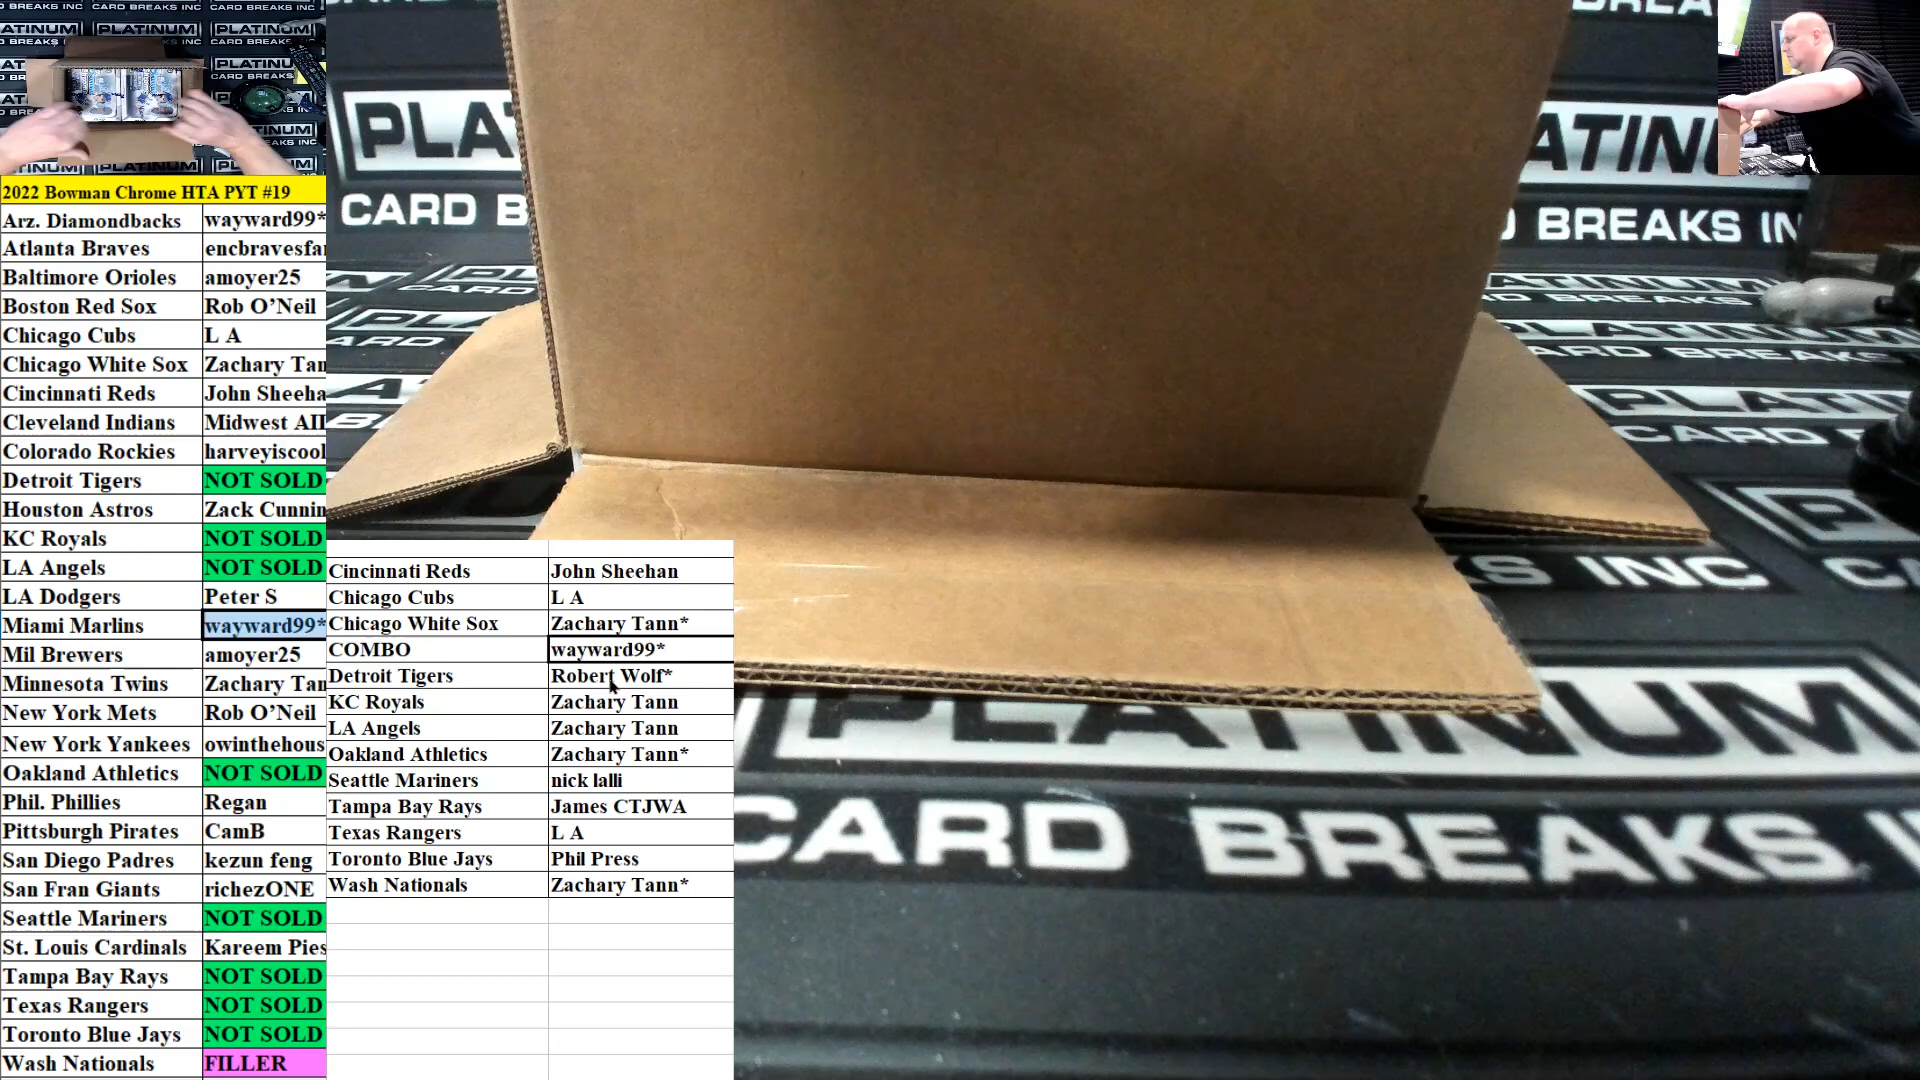 2022 Bowman Chrome HTA PYT #19
Arz. Diamondbacks wayward99*
Atlanta Braves encbravesfa
Baltimore Orioles amoyer25
Boston Red Sox Rob O’Neil
Chicago Cubs L A
Chicago White Sox Zachary Tan
Cincinnati Reds John Sheeha
Cleveland Indians Midwest AI
Colorado Rockies harveyiscool
Detroit Tigers NOT SOLD
Houston Astros Zack Cunnin
KC Royals NOT SOLD
LA Angels NOT SOLD
LA Dodgers Peter S
Miami Marlins wayward99*
Mil Brewers amoyer25
Minnesota Twins Zachary Tan
New York Mets Rob O’Neil
New York Yankees owinthehous
Oakland Athletics NOT SOLD
Phil. Phillies Regan
Pittsburgh Pirates CamB
San Diego Padres kezun feng
San Fran Giants richezONE
Seattle Mariners NOT SOLD
St. Louis Cardinals Kareem Pies
Tampa Bay Rays NOT SOLD
Texas Rangers NOT SOLD
Toronto Blue Jays NOT SOLD
Wash Nationals FILLER
Cincinnati Reds John Sheehan
Chicago Cubs L A
Chicago White Sox Zachary Tann*
COMBO wayward99*
Detroit Tigers Robert Wolf*
KC Royals Zachary Tann
LA Angels Zachary Tann
Oakland Athletics Zachary Tann*
Seattle Mariners nick lalli
Tampa Bay Rays James CTJWA
Texas Rangers L A
Toronto Blue Jays Phil Press
Wash Nationals Zachary Tann*
PLATINUM
CARD BREAKS INC
PLAT
CARD B
ATINU
BREAKS IN
PLATINUM
CARD BREAKS I